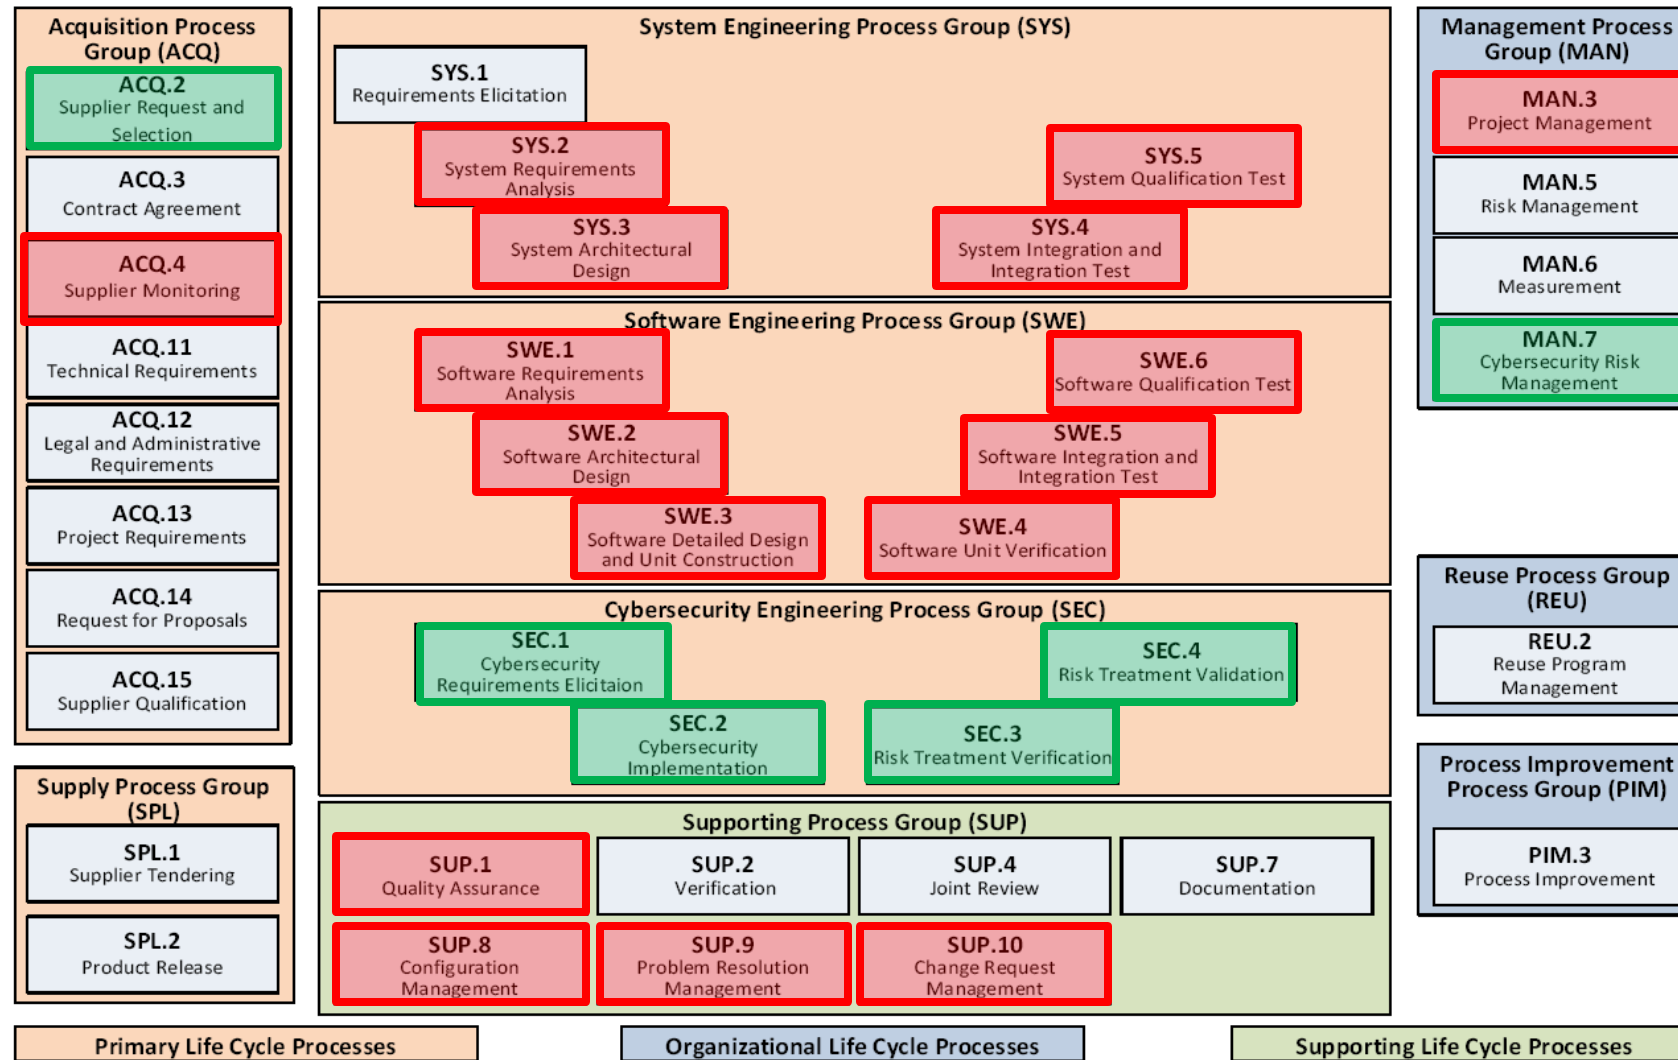 Acquisition Process
Group (ACQ)
ACQ.2
Supplier Request and
Selection
ACQ.3
Contract Agreement
ACQ.4
Supplier Monitoring
ACQ.11
Technical Requirements
ACQ.12
Legal and Administrative
Requirements
ACQ.13
Project Requirements
ACQ.14
Request for Proposals
ACQ.15
Supplier Qualification
Supply Process Group
(SPL)
SPL.1
Supplier Tendering
SPL.2
Product Release
System Engineering Process Group (SYS)
SYS.1
Requirements Elicitation
SYS.2
System Requirements
Analysis
SYS.3
System Architectural
Design
SYS.5
System Qualification Test
SYS.4
System Integration and
Integration Test
Software Engineering Process Group (SWE)
SWE.1
Software Requirements
Analysis
SWE.2
Software Architectural
Design
SWE.3
Software Detailed Design
and Unit Construction
SWE.6
Software Qualification Test
SWE.5
Software Integration and
Integration Test
SWE.4
Software Unit Verification
Cybersecurity Engineering Process Group (SEC)
SEC.1
Cybersecurity
Requirements Elicitaion
SEC.2
Cybersecurity
Implementation
SEC.4
Risk Treatment Validation
SEC.3
Risk Treatment Verification
Supporting Process Group (SUP)
SUP.1
Quality Assurance
SUP.2
Verification
SUP.4
Joint Review
SUP.7
Documentation
SUP.8
Configuration
Management
SUP.9
Problem Resolution
Management
SUP.10
Change Request
Management
Management Process
Group (MAN)
MAN.3
Project Management
MAN.5
Risk Management
MAN.6
Measurement
MAN.7
Cybersecurity Risk
Management
Reuse Process Group
(REU)
REU.2
Reuse Program
Management
Process Improvement
Process Group (PIM)
PIM.3
Process Improvement
Primary Life Cycle Processes
Organizational Life Cycle Processes
Supporting Life Cycle Processes